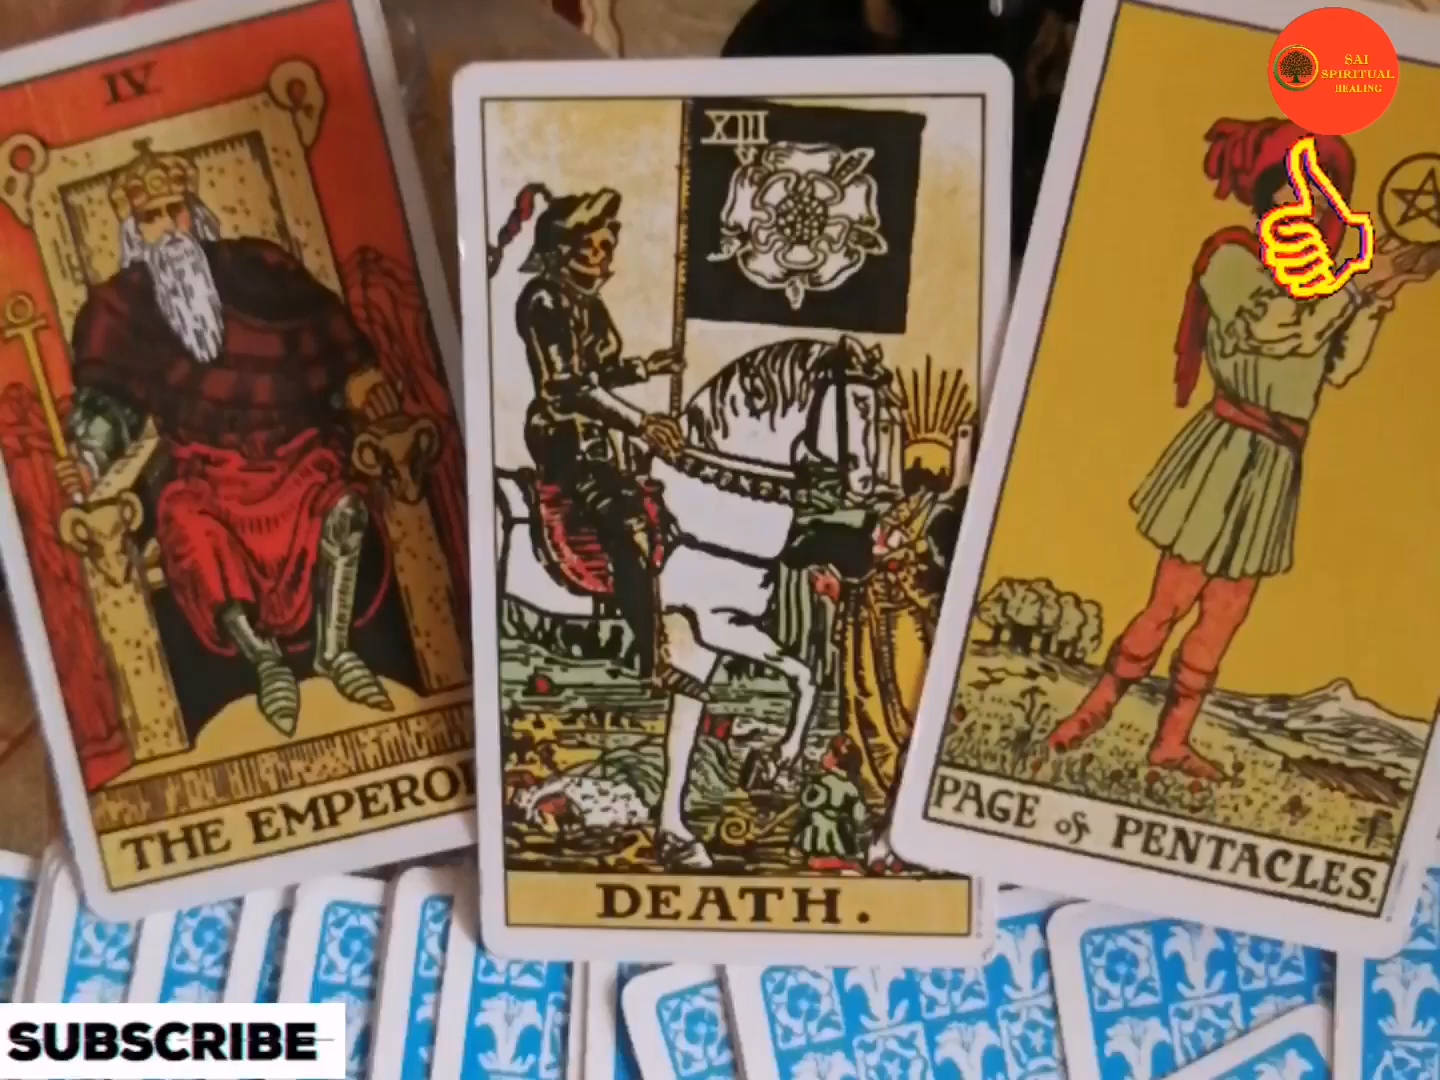 IV
THE EMPEROR
XIII
DEATH.
PAGE of PENTACLES.
SAI
SPIRITUAL
HEALING
SUBSCRIBE